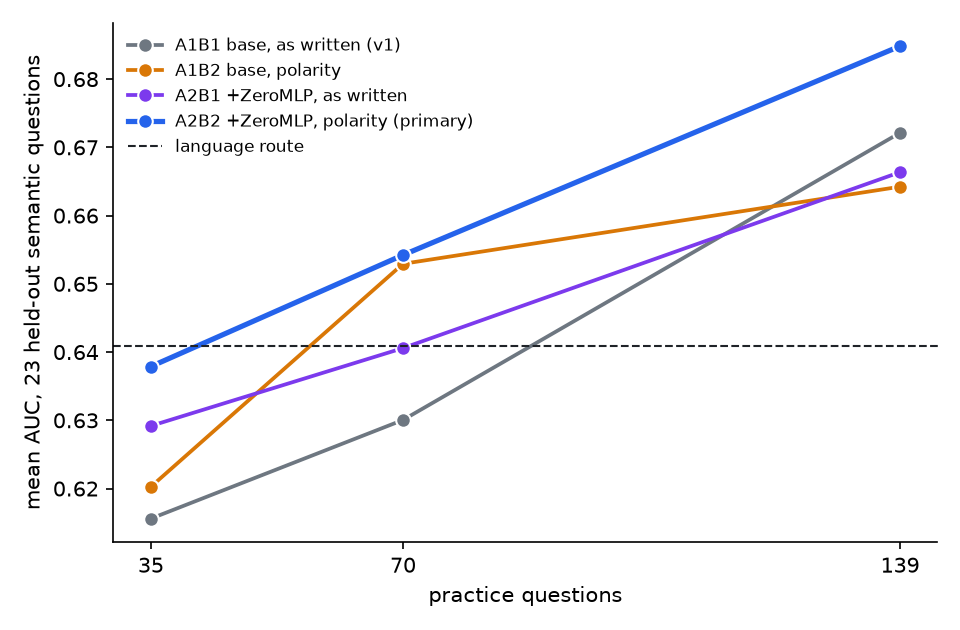 A1B1 base, as written (v1)
A1B2 base, polarity
A2B1 +ZeroMLP, as written
A2B2 +ZeroMLP, polarity (primary)
language route
mean AUC, 23 held-out semantic questions
0.68
0.67
0.66
0.65
0.64
0.63
0.62
35
70
139
practice questions